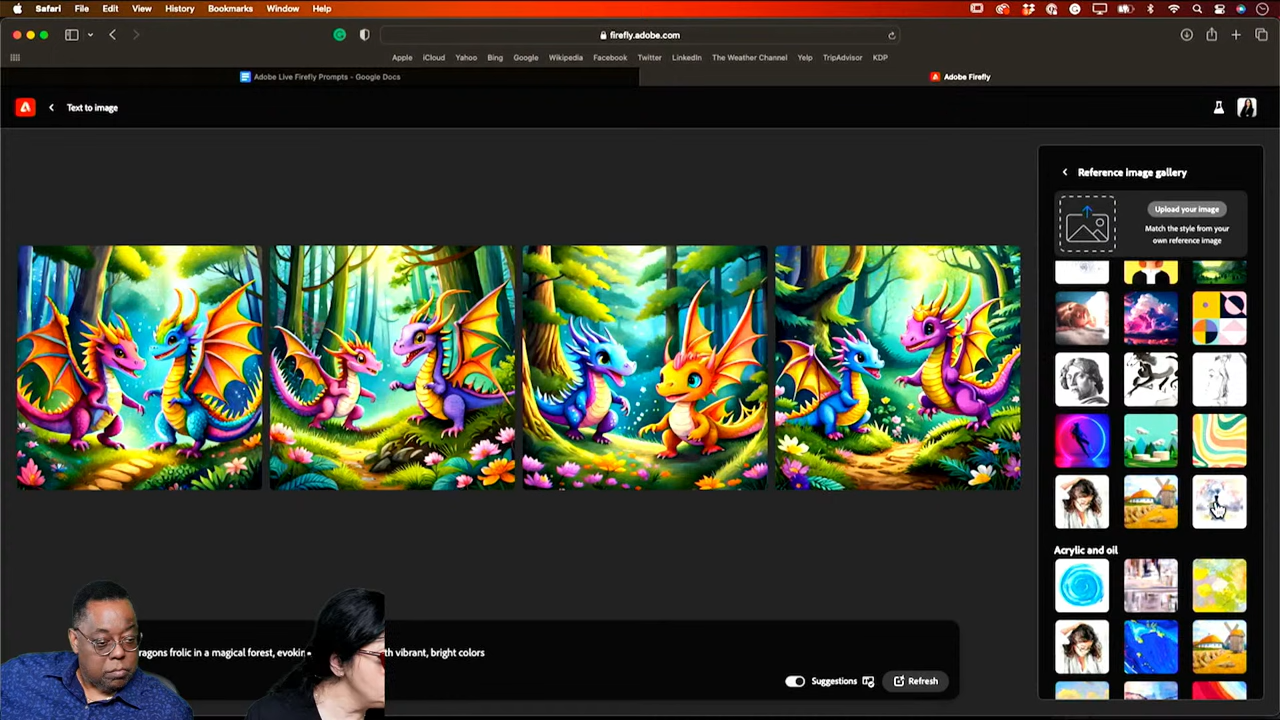 Safari File Edit View History Bookmarks Window Help
firefly.adobe.com
Apple iCloud Yahoo Bing Google Wikipedia Facebook Twitter LinkedIn The Weather Channel Yelp TripAdvisor KDP
Adobe Live Firefly Prompts - Google Docs
Adobe Firefly
Text to image
Reference image gallery
Upload your image
Match the style from your
own reference image
Acrylic and oil
ragons frolic in a magical forest, evokin th vibrant, bright colors
Suggestions
Refresh